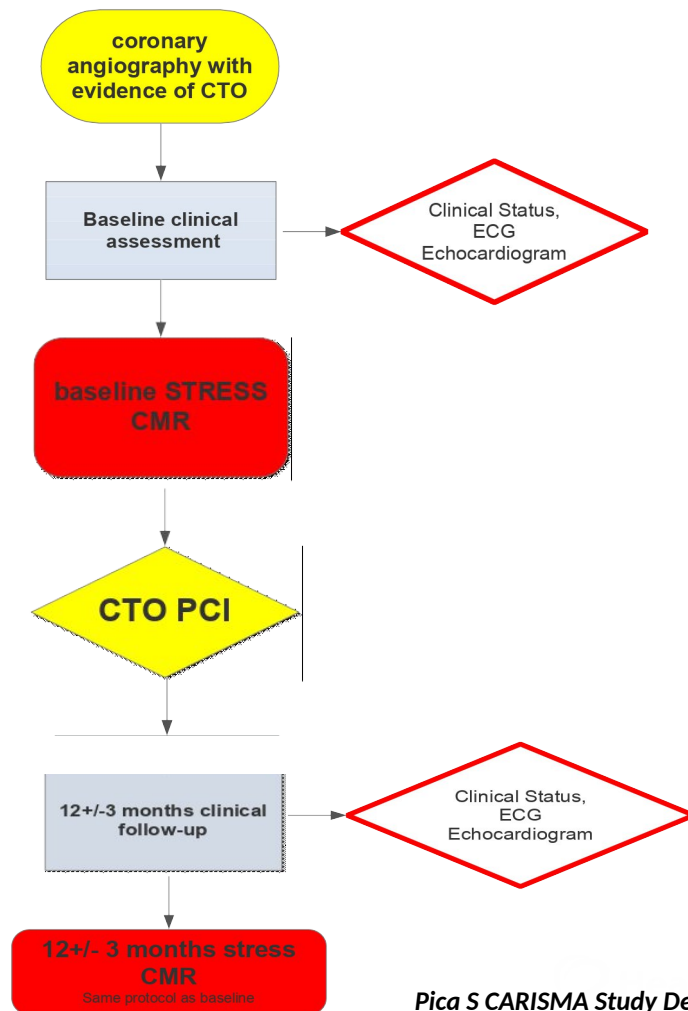 coronary
angiography with
evidence of CTO
Baseline clinical
assessment
Clinical Status,
ECG
Echocardiogram
baseline STRESS
CMR
CTO PCI
12+/-3 months clinical
follow-up
Clinical Status,
ECG
Echocardiogram
12+/- 3 months stress
CMR
Same protocol as baseline
Pica S CARISMA Study De